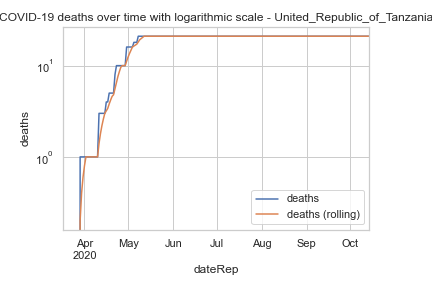 COVID-19 deaths over time with logarithmic scale - United_Republic_of_Tanzania
deaths
10¹
10⁰
deaths
deaths (rolling)
Apr May Jun Jul Aug Sep Oct
2020
dateRep